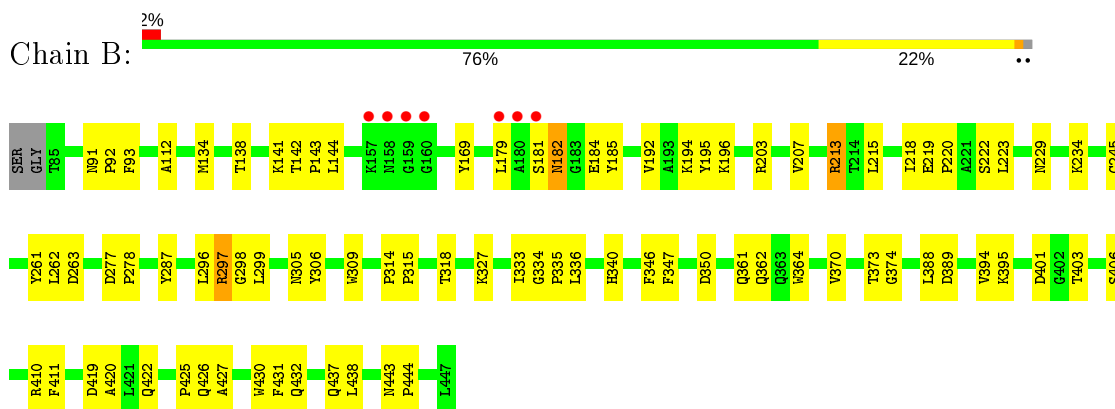 2%
Chain B:
76% 22% ••
SER GLY T85 N91 P92 F93 A112 M134 T138 K141 T142 P143 L144 K157 N158 G159 G160 Y169 L179 A180 S181 N182 G183 E184 Y185 V192 A193 K194 Y195 K196 R203 V207 R213 T214 L215 I218 E219 P220 A221 S222 L223 N229 K234
Y261 L262 D263 D277 P278 Y287 L296 R297 G298 L299 N305 Y306 W309 P314 P315 T318 K327 I333 G334 P335 L336 H340 F346 F347 D350 Q361 Q362 Q363 W364 V370 T373 G374 L388 D389 V394 K395 D401 G402 T403 S406
R410 F411 D419 A420 L421 Q422 P425 Q426 A427 W430 F431 Q432 Q437 L438 N443 P444 L447